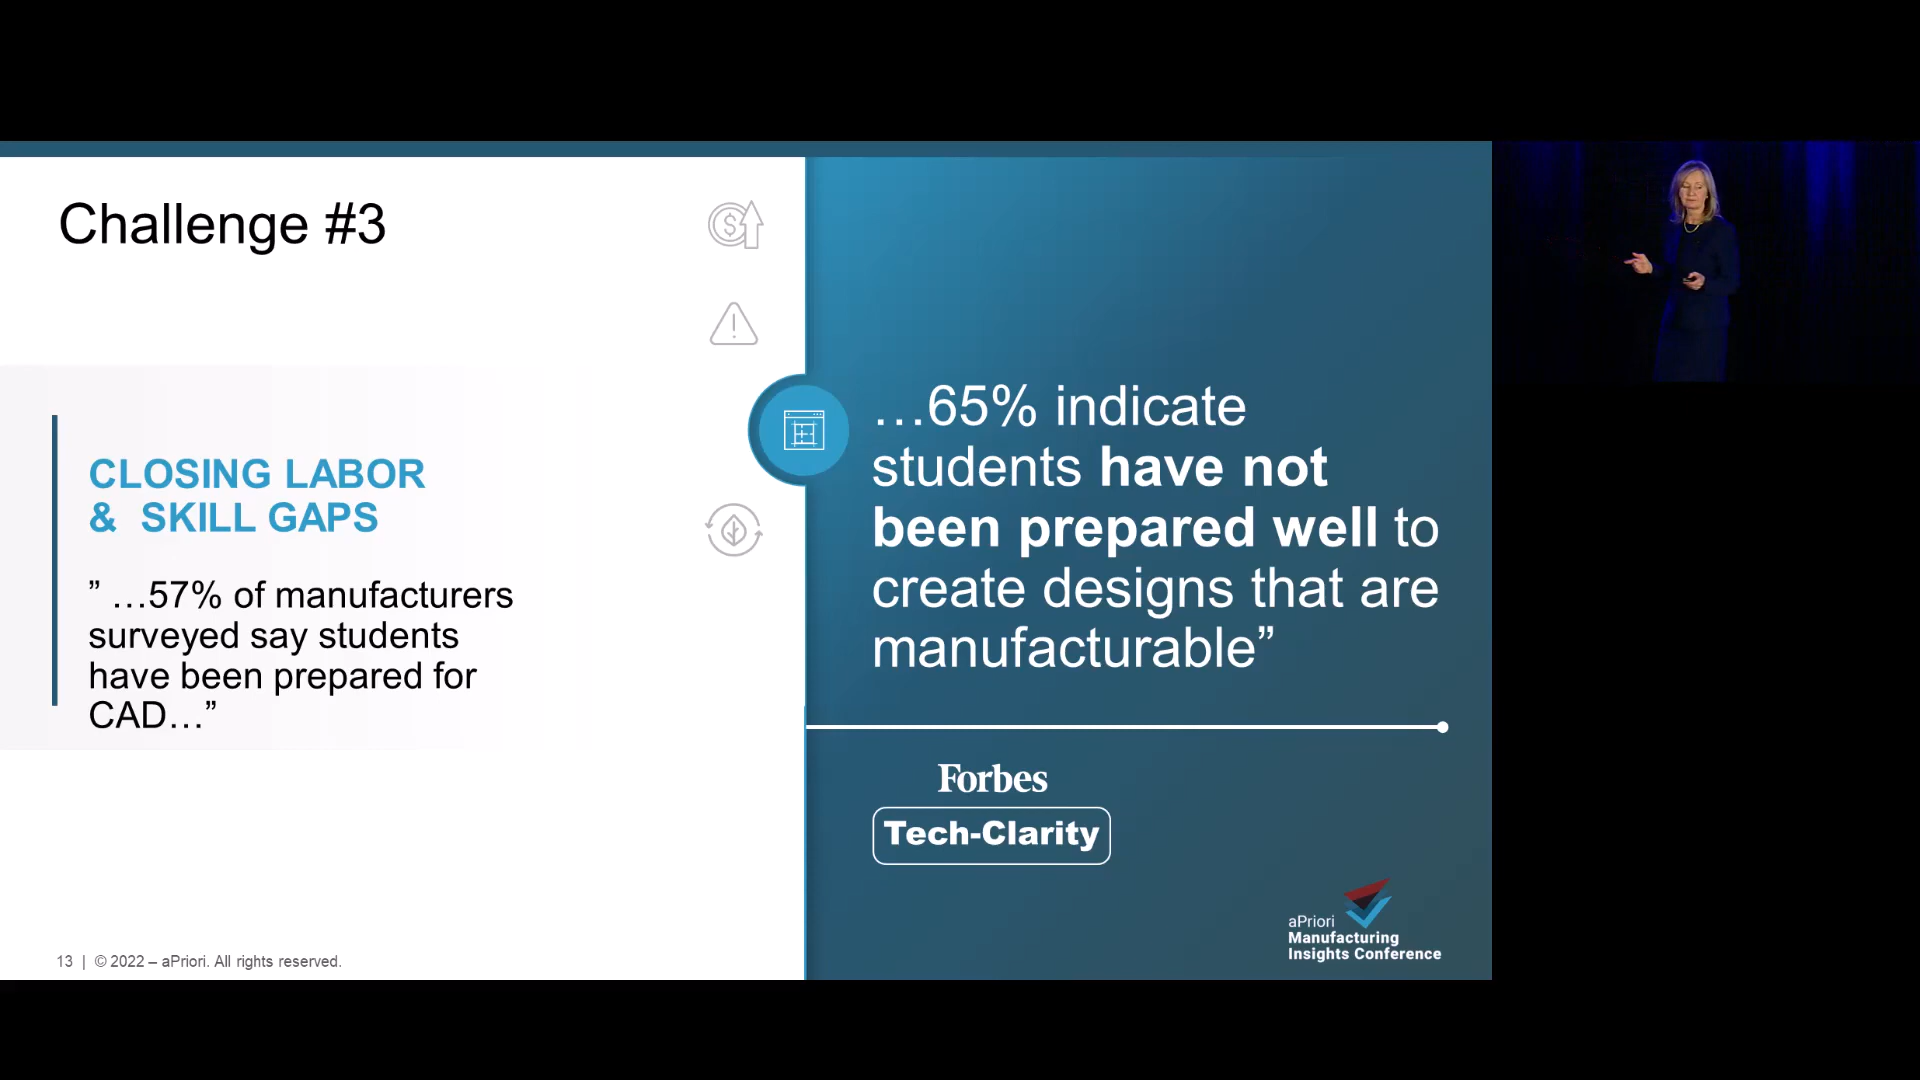 Challenge #3
CLOSING LABOR
&  SKILL GAPS
” …57% of manufacturers
surveyed say students
have been prepared for
CAD…”
…65% indicate
students have not
been prepared well to
create designs that are
manufacturable”
Forbes
Tech-Clarity
aPriori
Manufacturing
Insights Conference
13 | © 2022 – aPriori. All rights reserved.